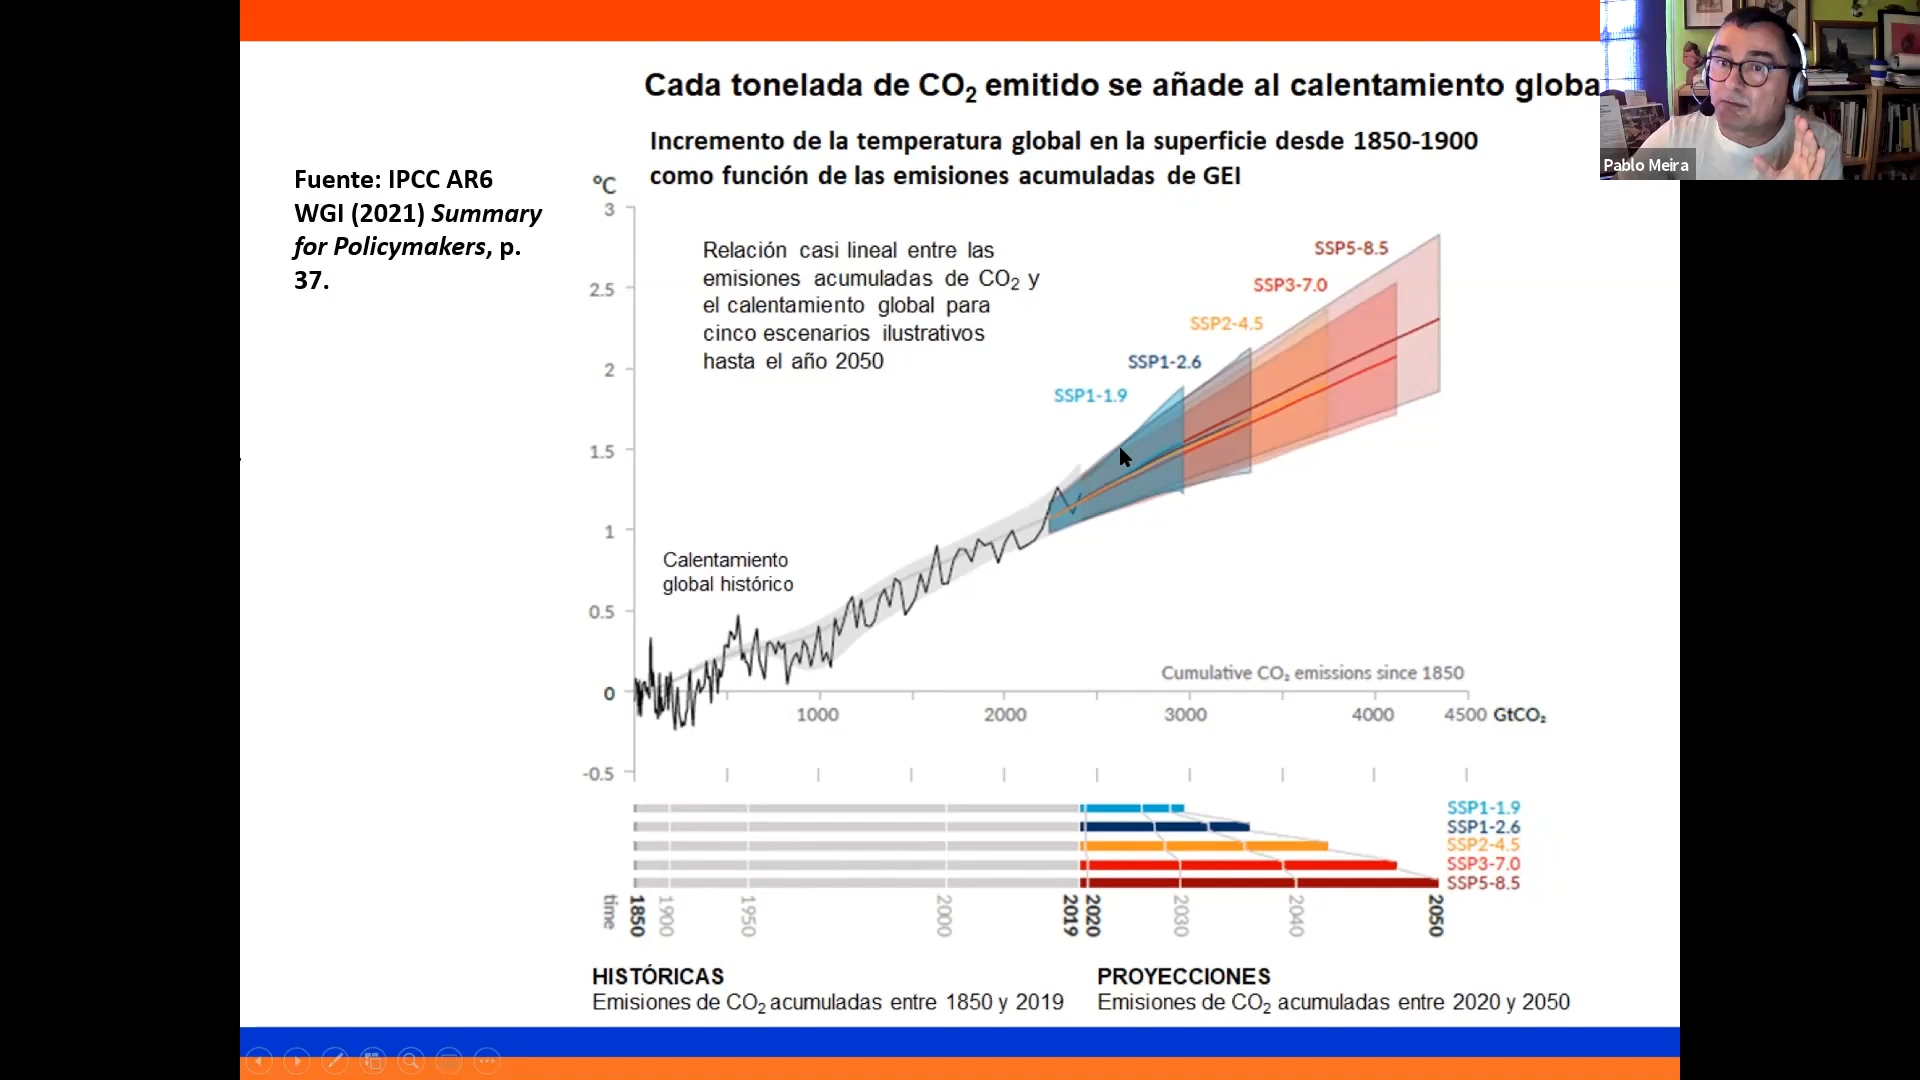 Cada tonelada de CO₂ emitido se añade al calentamiento globa
Incremento de la temperatura global en la superficie desde 1850-1900
como función de las emisiones acumuladas de GEI
Pablo Meira
Fuente: IPCC AR6
WGI (2021) Summary
for Policymakers, p.
37.
°C
3
2.5
2
1.5
1
0.5
0
-0.5
Relación casi lineal entre las
emisiones acumuladas de CO₂ y
el calentamiento global para
cinco escenarios ilustrativos
hasta el año 2050
SSP5-8.5
SSP3-7.0
SSP2-4.5
SSP1-2.6
SSP1-1.9
Calentamiento
global histórico
Cumulative CO₂ emissions since 1850
1000 2000 3000 4000 4500 GtCO₂
SSP1-1.9
SSP1-2.6
SSP2-4.5
SSP3-7.0
SSP5-8.5
time 1850 1900 1950 2000 2019 2020 2030 2040 2050
HISTÓRICAS
Emisiones de CO₂ acumuladas entre 1850 y 2019
PROYECCIONES
Emisiones de CO₂ acumuladas entre 2020 y 2050